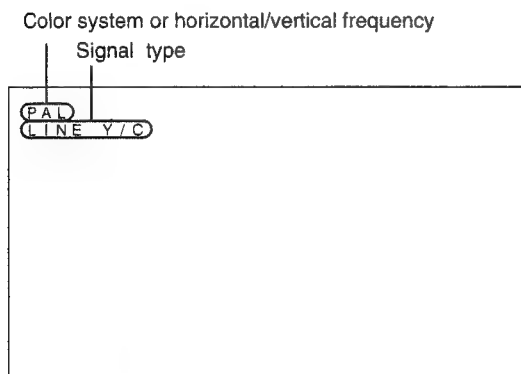 Color system or horizontal/vertical frequency
Signal type
PAL
LINE Y/C